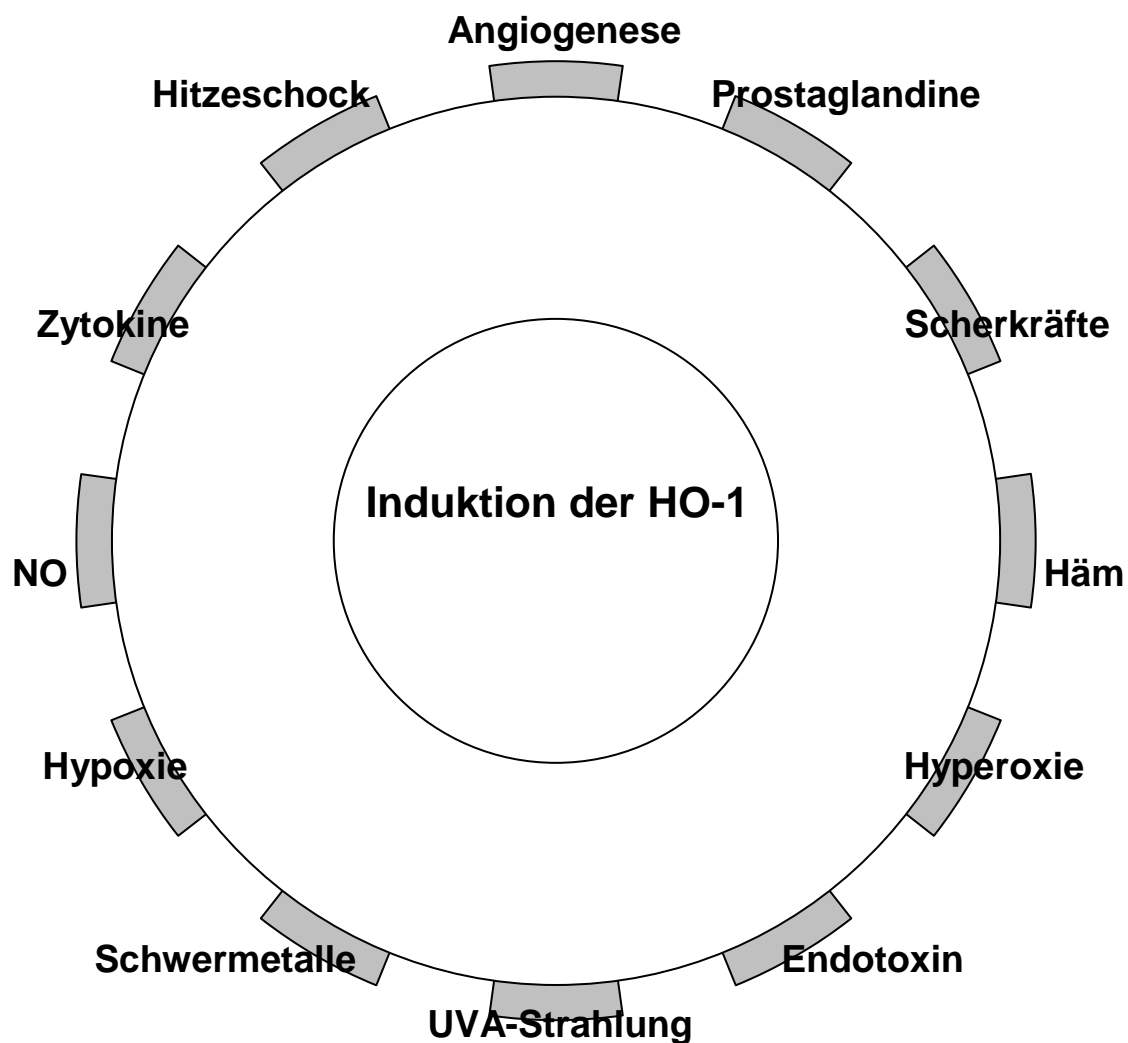 Angiogenese
Hitzeschock
Prostaglandine
Zytokine
Scherkräfte
Induktion der HO-1
NO
Häm
Hypoxie
Hyperoxie
Schwermetalle
Endotoxin
UVA-Strahlung